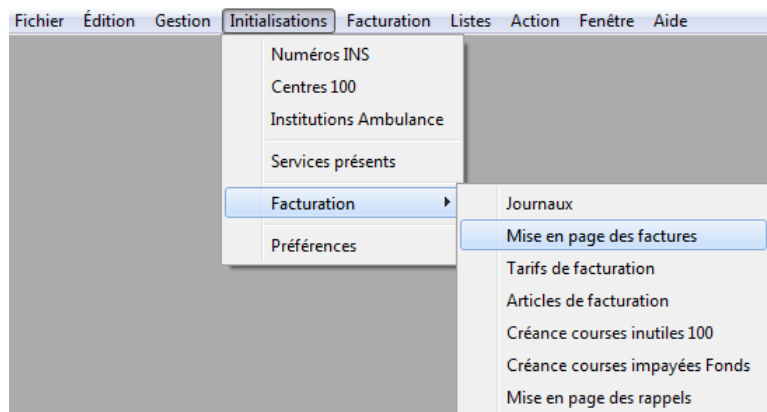 Fichier Édition Gestion Initialisations Facturation Listes Action Fenêtre Aide
Numéros INS
Centres 100
Institutions Ambulance
Services présents
Facturation
Préférences
Journaux
Mise en page des factures
Tarifs de facturation
Articles de facturation
Créance courses inutiles 100
Créance courses impayées Fonds
Mise en page des rappels